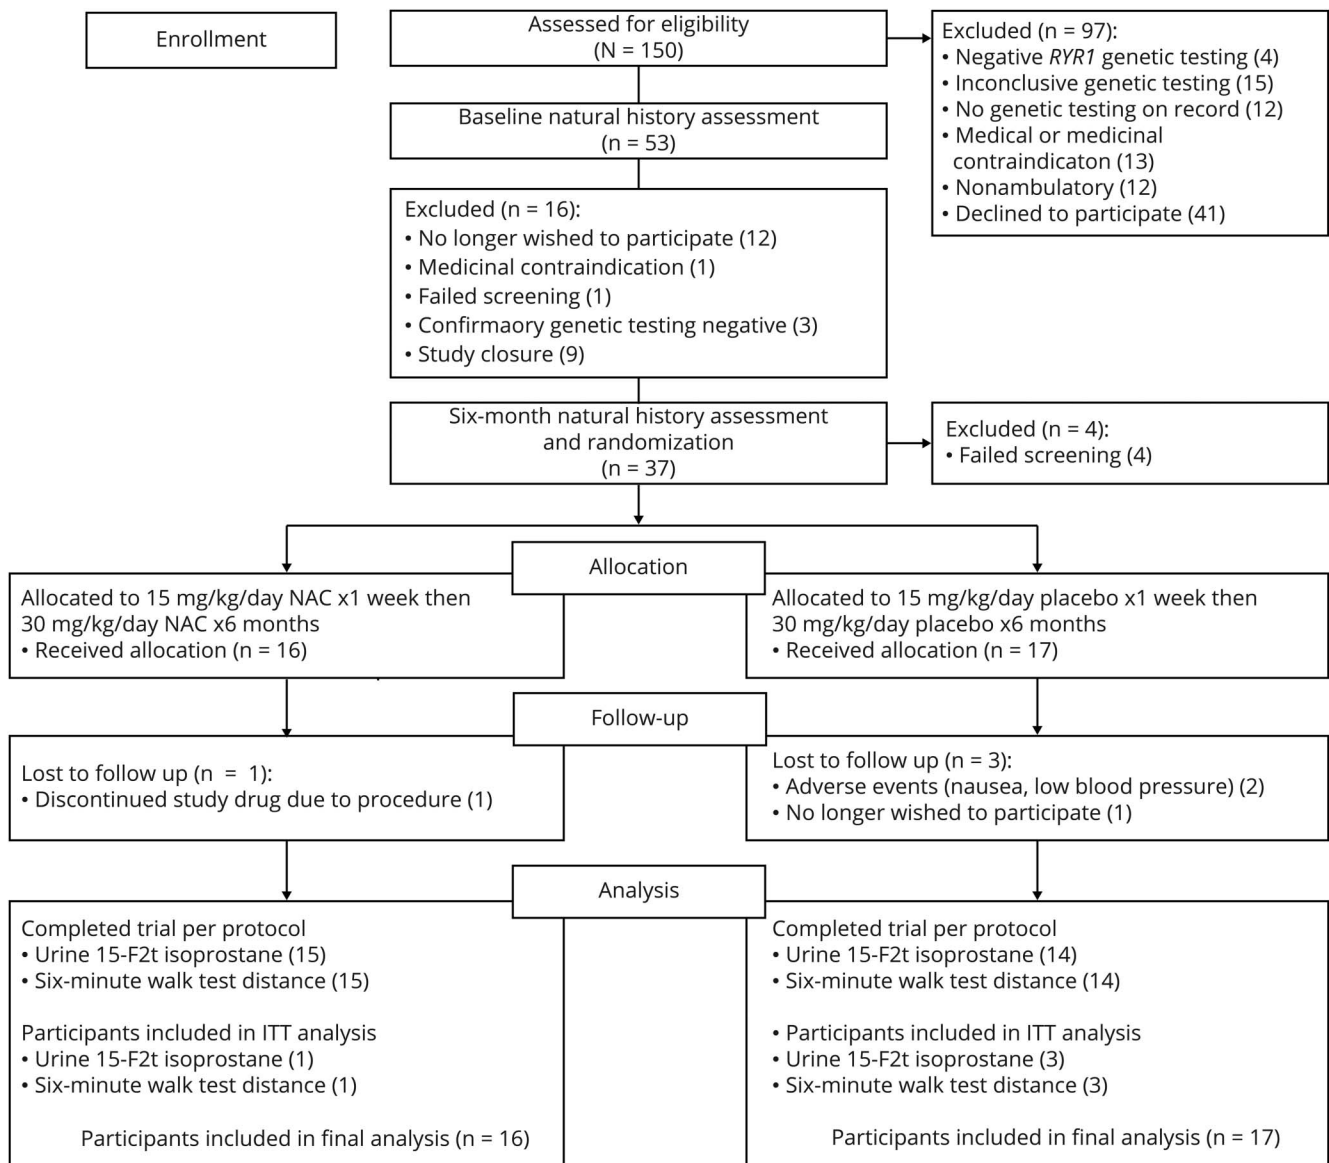 Enrollment
Assessed for eligibility
(N = 150)
Excluded (n = 97):
• Negative RYR1 genetic testing (4)
• Inconclusive genetic testing (15)
• No genetic testing on record (12)
• Medical or medicinal
contraindicaton (13)
• Nonambulatory (12)
• Declined to participate (41)
Baseline natural history assessment
(n = 53)
Excluded (n = 16):
• No longer wished to participate (12)
• Medicinal contraindication (1)
• Failed screening (1)
• Confirmaory genetic testing negative (3)
• Study closure (9)
Six-month natural history assessment
and randomization
(n = 37)
Excluded (n = 4):
• Failed screening (4)
Allocation
Allocated to 15 mg/kg/day NAC x1 week then
30 mg/kg/day NAC x6 months
• Received allocation (n = 16)
Allocated to 15 mg/kg/day placebo x1 week then
30 mg/kg/day placebo x6 months
• Received allocation (n = 17)
Follow-up
Lost to follow up (n = 1):
• Discontinued study drug due to procedure (1)
Lost to follow up (n = 3):
• Adverse events (nausea, low blood pressure) (2)
• No longer wished to participate (1)
Analysis
Completed trial per protocol
• Urine 15-F2t isoprostane (15)
• Six-minute walk test distance (15)
Participants included in ITT analysis
• Urine 15-F2t isoprostane (1)
• Six-minute walk test distance (1)
Participants included in final analysis (n = 16)
Completed trial per protocol
• Urine 15-F2t isoprostane (14)
• Six-minute walk test distance (14)
• Participants included in ITT analysis
• Urine 15-F2t isoprostane (3)
• Six-minute walk test distance (3)
Participants included in final analysis (n = 17)